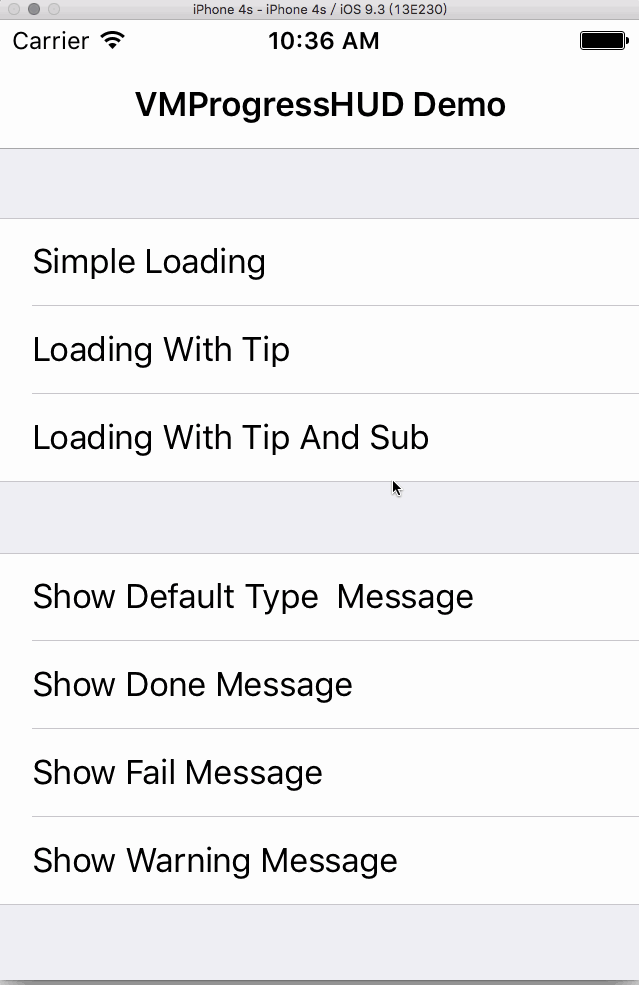 iPhone 4s - iPhone 4s / iOS 9.3 (13E230)
Carrier 10:36 AM
VMProgressHUD Demo
Simple Loading
Loading With Tip
Loading With Tip And Sub
Show Default Type  Message
Show Done Message
Show Fail Message
Show Warning Message